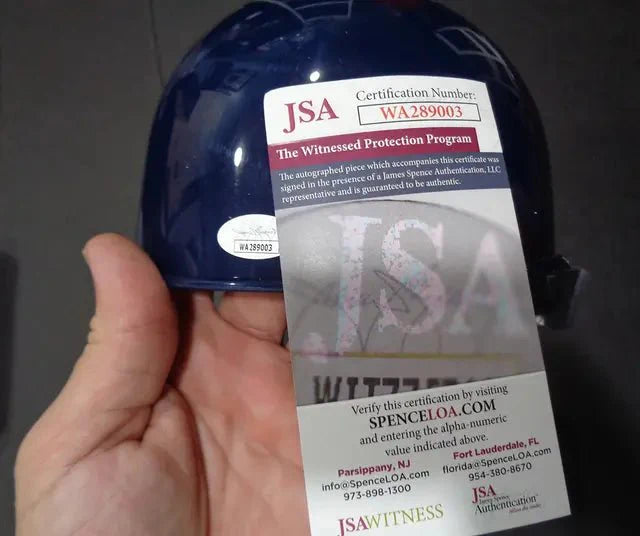 JSA
Certification Number:
WA289003
The Witnessed Protection Program
The autographed piece which accompanies this certificate was
signed in the presence of a James Spence Authentication, LLC
representative and is guaranteed to be authentic.
WA289003
JSA
Verify this certification by visiting
SPENCELOA.COM
and entering the alpha-numeric
value indicated above.
Parsippany, NJ
info@SpenceLOA.com
973-898-1300
Fort Lauderdale, FL
florida@SpenceLOA.com
954-380-8670
JSAWITNESS
JSA
James Spence
Authentication